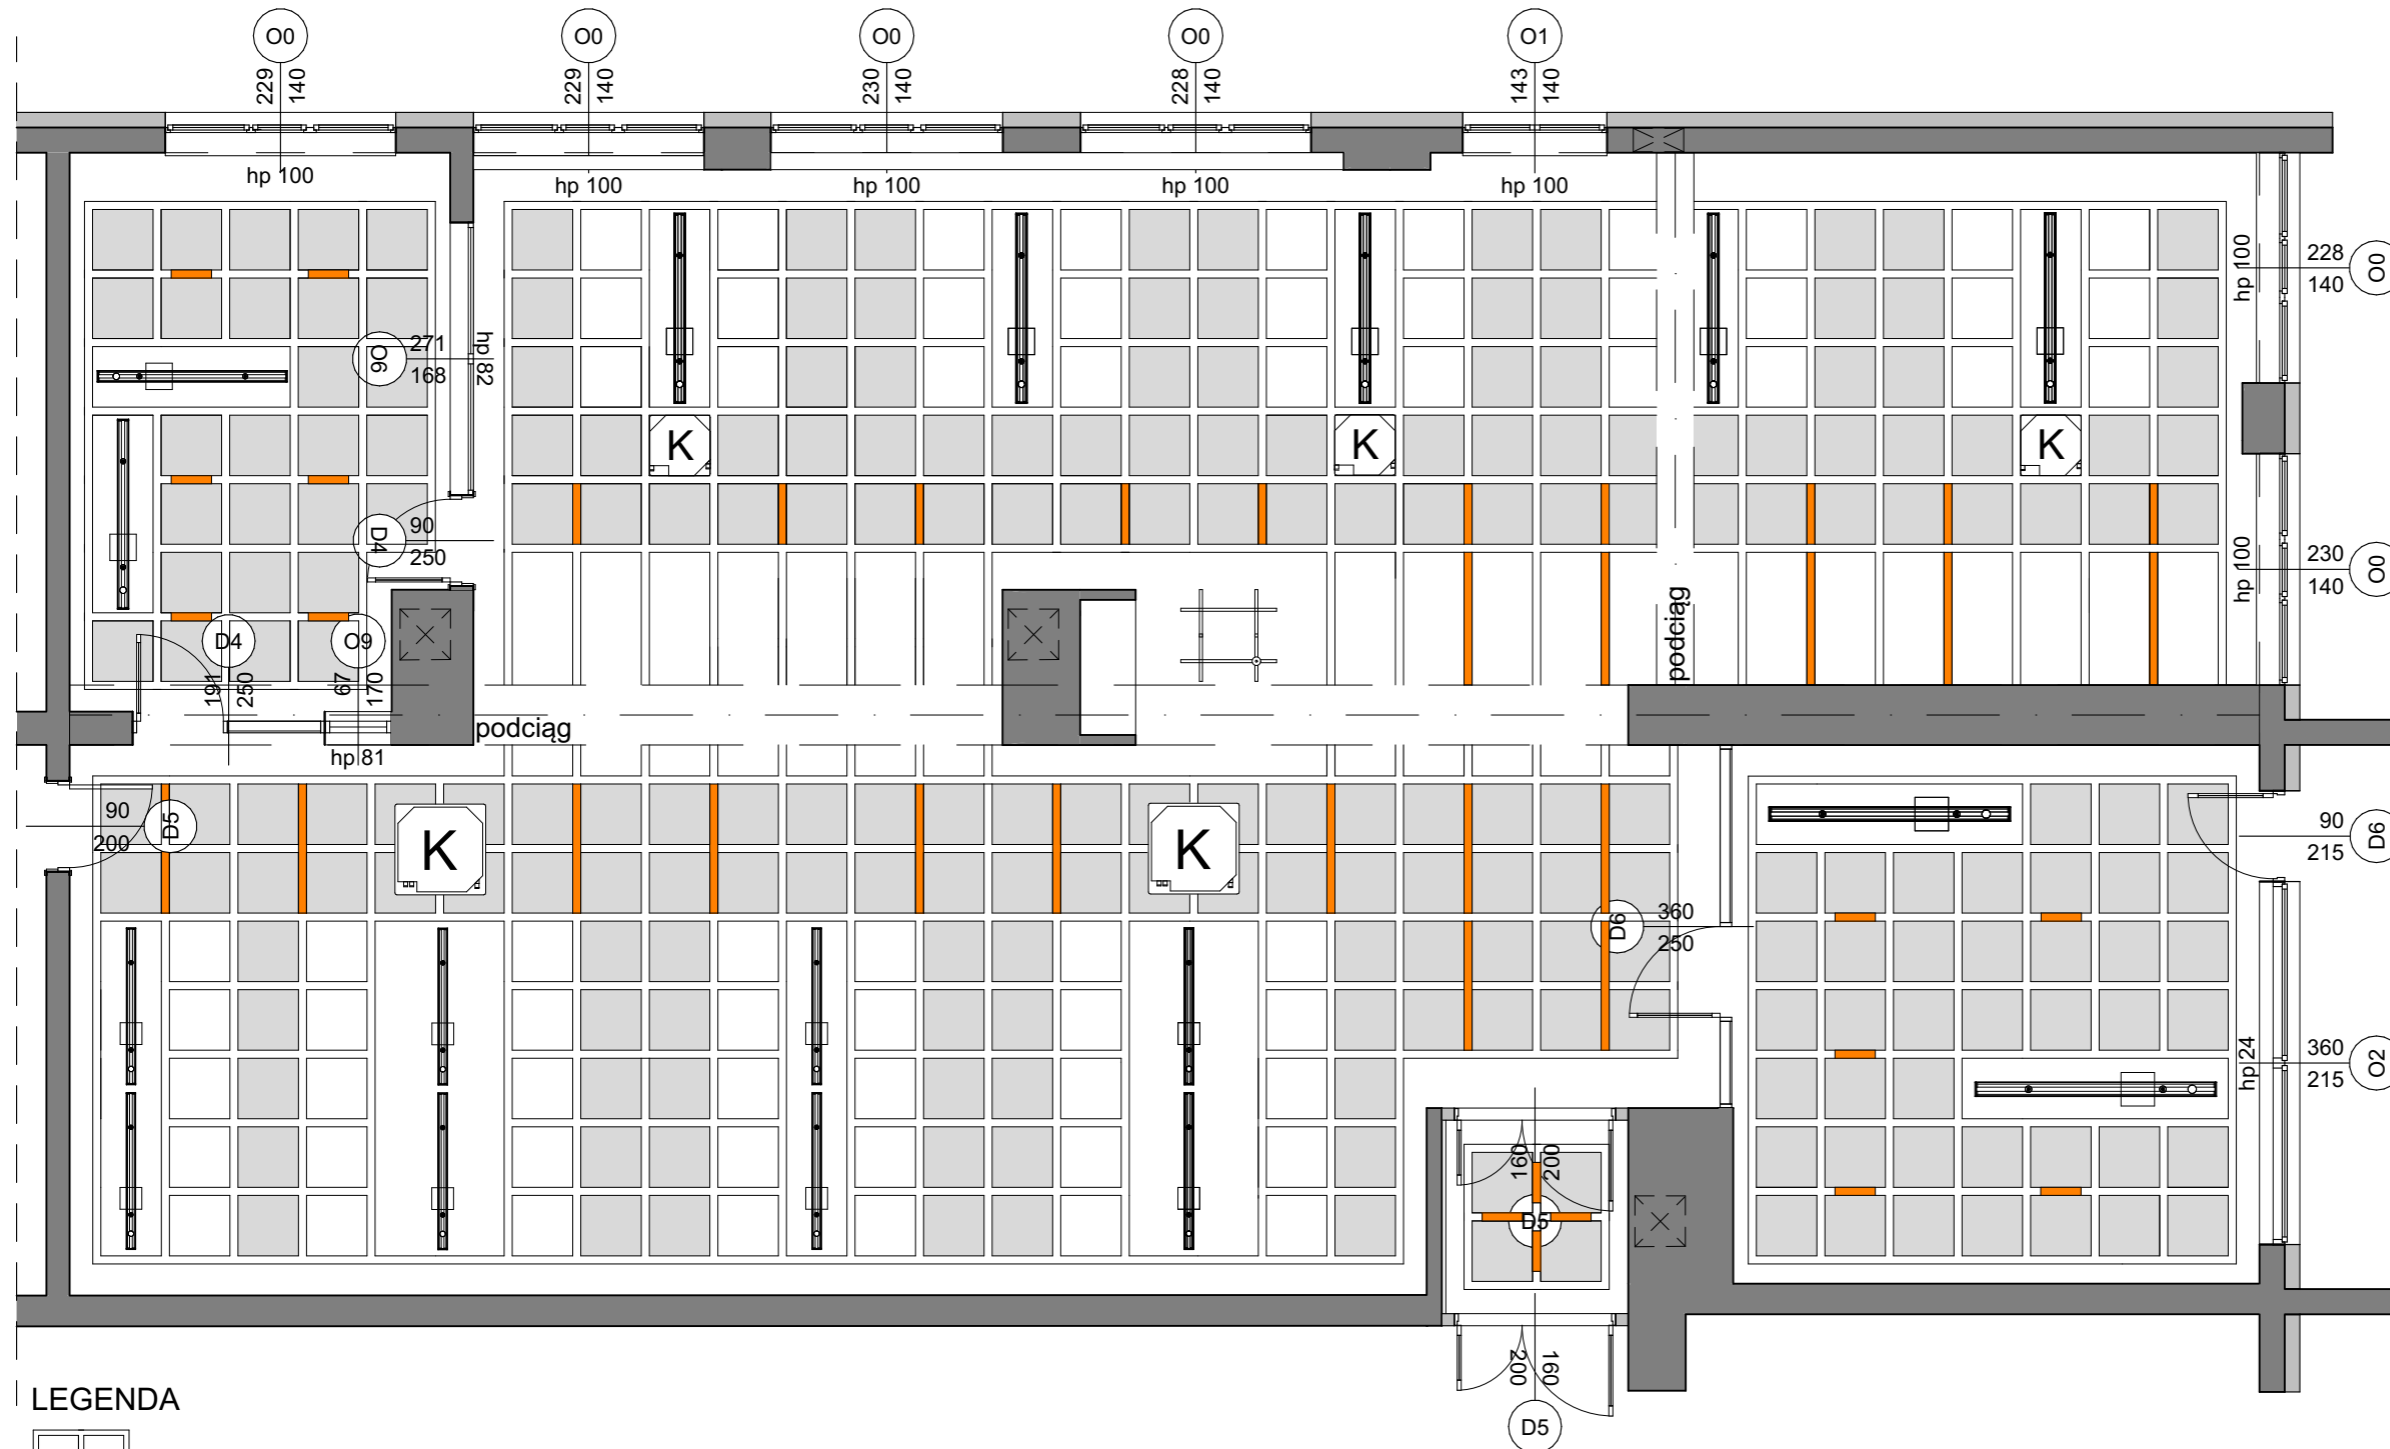 O0
O0
O0
O0
O1
229
140
229
140
230
140
228
140
143
140
hp 100
hp 100
hp 100
hp 100
hp 100
hp 100
228
140
O0
O6
271
168
hp 82
K
K
K
D4
90
250
hp 100
230
140
O0
podciąg
D4
O9
191
250
67
170
podciąg
hp 81
90
200
D5
K
K
90
215
D6
D6
360
250
hp 24
360
215
O2
160
200
D5
200
160
D5
LEGENDA